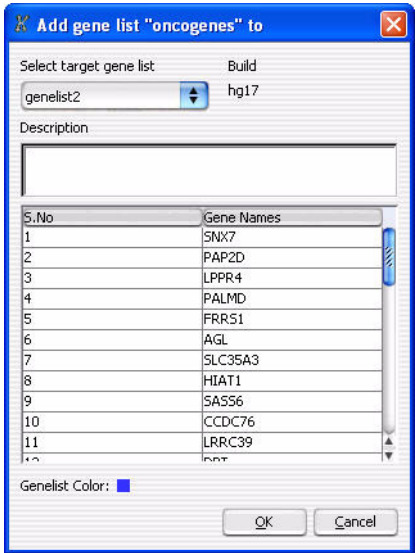 Add gene list "oncogenes" to
Select target gene list Build
genelist2 hg17
Description
S.No Gene Names
1 SNX7
2 PAP2D
3 LPPR4
4 PALMD
5 FRRS1
6 AGL
7 SLC35A3
8 HIAT1
9 SASS6
10 CCDC76
11 LRRC39
Genelist Color:
OK Cancel